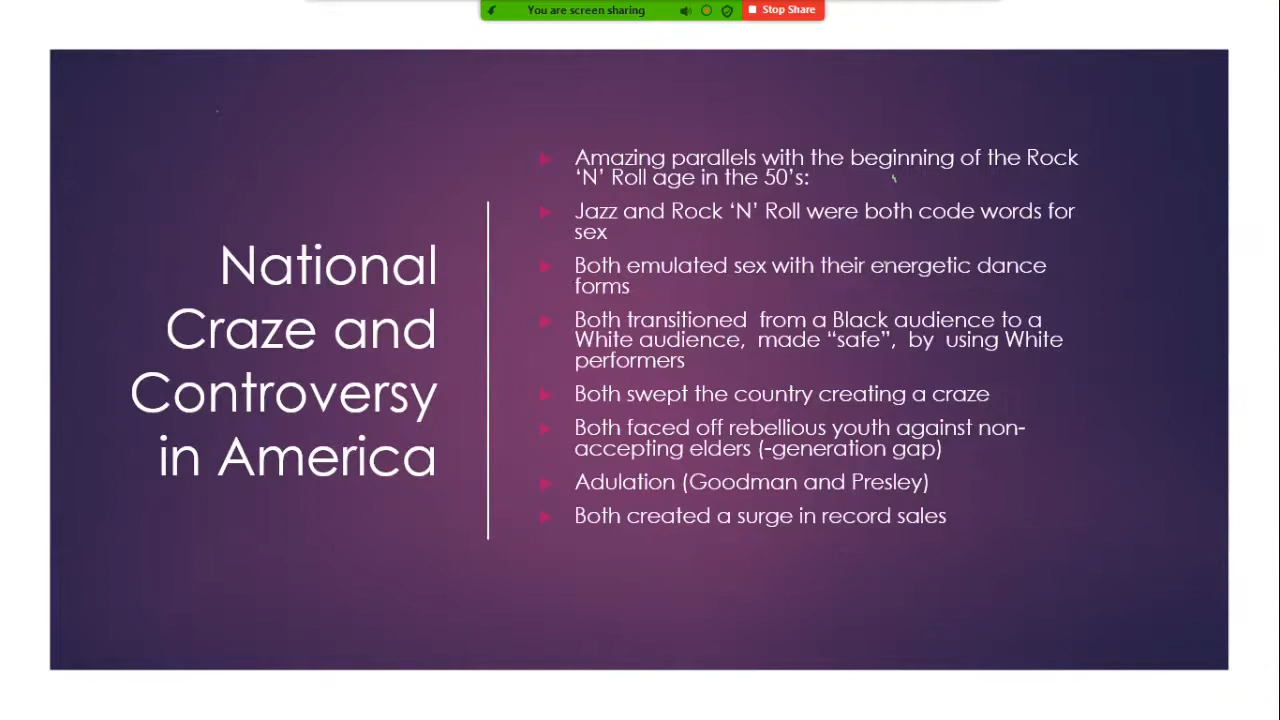 You are screen sharing
Stop Share
National
Craze and
Controversy
in America
Amazing parallels with the beginning of the Rock
‘N’ Roll age in the 50’s:
Jazz and Rock ‘N’ Roll were both code words for
sex
Both emulated sex with their energetic dance
forms
Both transitioned from a Black audience to a
White audience, made “safe”, by using White
performers
Both swept the country creating a craze
Both faced off rebellious youth against non-
accepting elders (-generation gap)
Adulation (Goodman and Presley)
Both created a surge in record sales